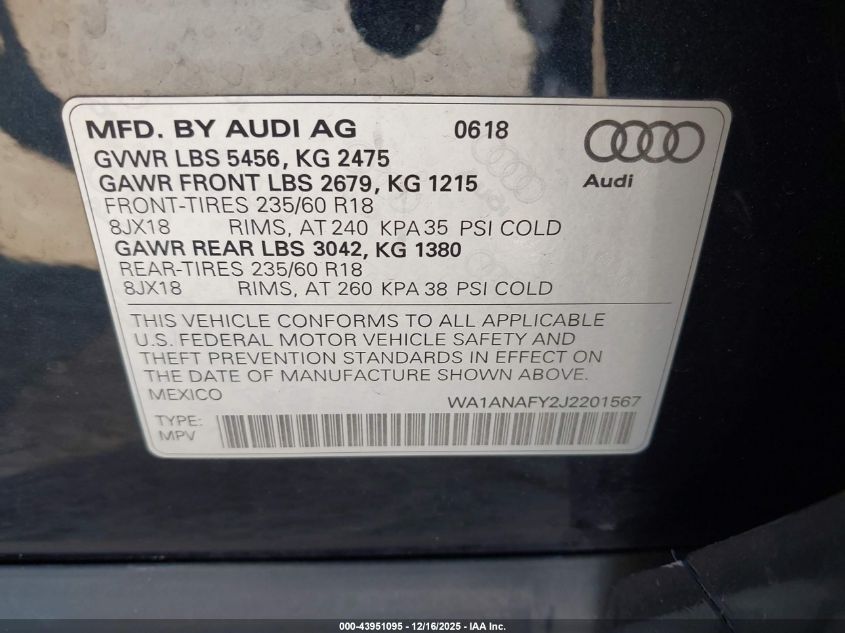 MFD. BY AUDI AG 0618
GVWR LBS 5456, KG 2475
GAWR FRONT LBS 2679, KG 1215
Audi
FRONT-TIRES 235/60 R18
8JX18 RIMS, AT 240 KPA 35 PSI COLD
GAWR REAR LBS 3042, KG 1380
REAR-TIRES 235/60 R18
8JX18 RIMS, AT 260 KPA 38 PSI COLD
THIS VEHICLE CONFORMS TO ALL APPLICABLE
U.S. FEDERAL MOTOR VEHICLE SAFETY AND
THEFT PREVENTION STANDARDS IN EFFECT ON
THE DATE OF MANUFACTURE SHOWN ABOVE.
MEXICO WA1ANAFY2J2201567
TYPE:
MPV
000-43951095 - 12/16/2025 - IAA Inc.